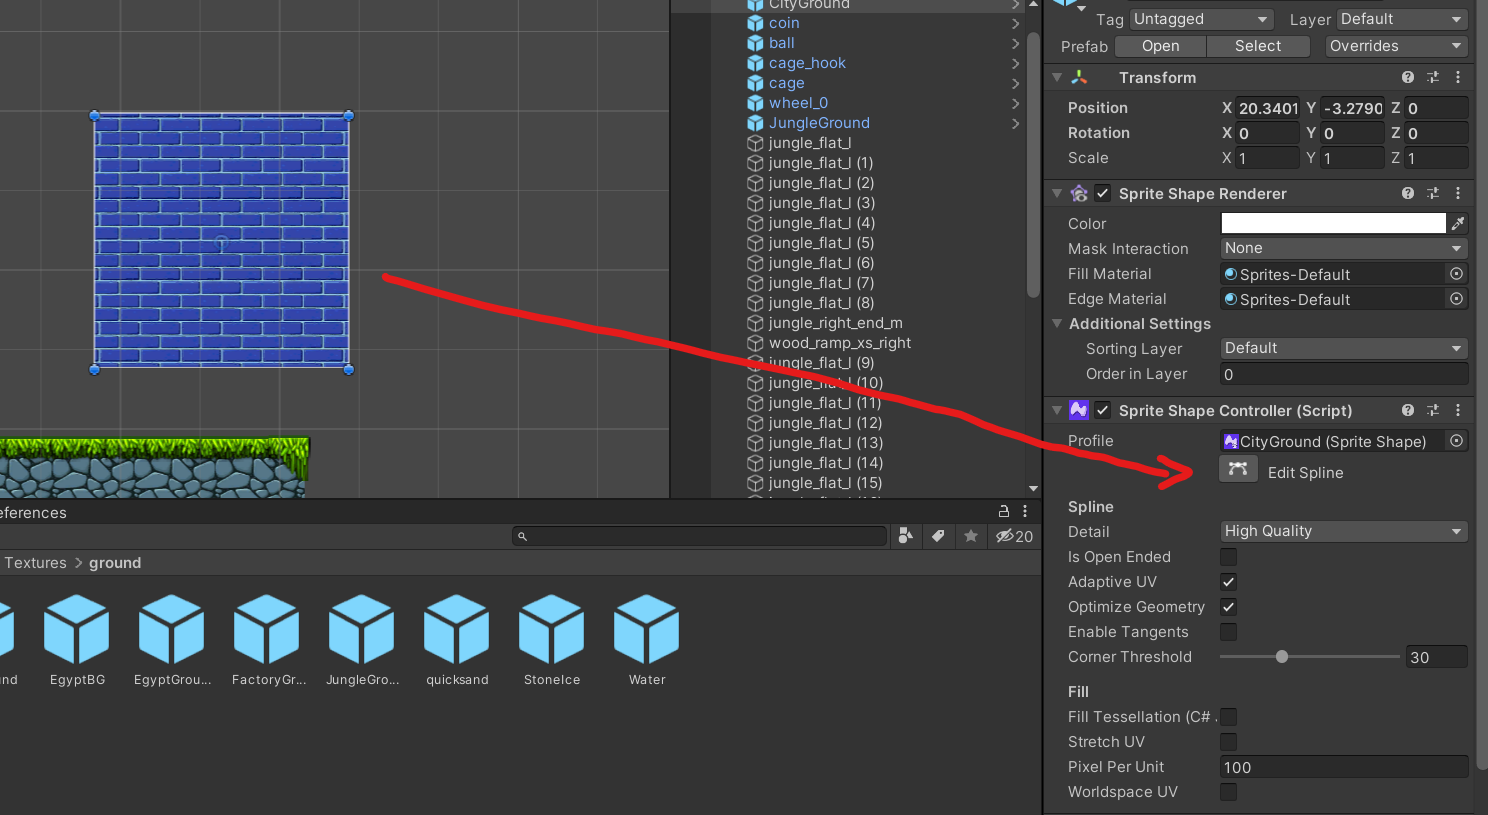 CityGround
coin
ball
cage_hook
cage
wheel_0
JungleGround
jungle_flat_l
jungle_flat_l (1)
jungle_flat_l (2)
jungle_flat_l (3)
jungle_flat_l (4)
jungle_flat_l (5)
jungle_flat_l (6)
jungle_flat_l (7)
jungle_flat_l (8)
jungle_right_end_m
wood_ramp_xs_right
jungle_flat_l (9)
jungle_flat_l (10)
jungle_flat_l (11)
jungle_flat_l (12)
jungle_flat_l (13)
jungle_flat_l (14)
jungle_flat_l (15)
Tag Untagged Layer Default
Prefab Open Select Overrides
Transform
Position X 20.3401 Y -3.2790 Z 0
Rotation X 0 Y 0 Z 0
Scale X 1 Y 1 Z 1
Sprite Shape Renderer
Color
Mask Interaction None
Fill Material Sprites-Default
Edge Material Sprites-Default
Additional Settings
Sorting Layer Default
Order in Layer 0
Sprite Shape Controller (Script)
Profile CityGround (Sprite Shape)
Edit Spline
Spline
Detail High Quality
Is Open Ended
Adaptive UV
Optimize Geometry
Enable Tangents
Corner Threshold 30
Fill
Fill Tessellation (C# .
Stretch UV
Pixel Per Unit 100
Worldspace UV
eferences
20
Textures > ground
nd EgyptBG EgyptGrou... FactoryGr... JungleGro... quicksand StoneIce Water